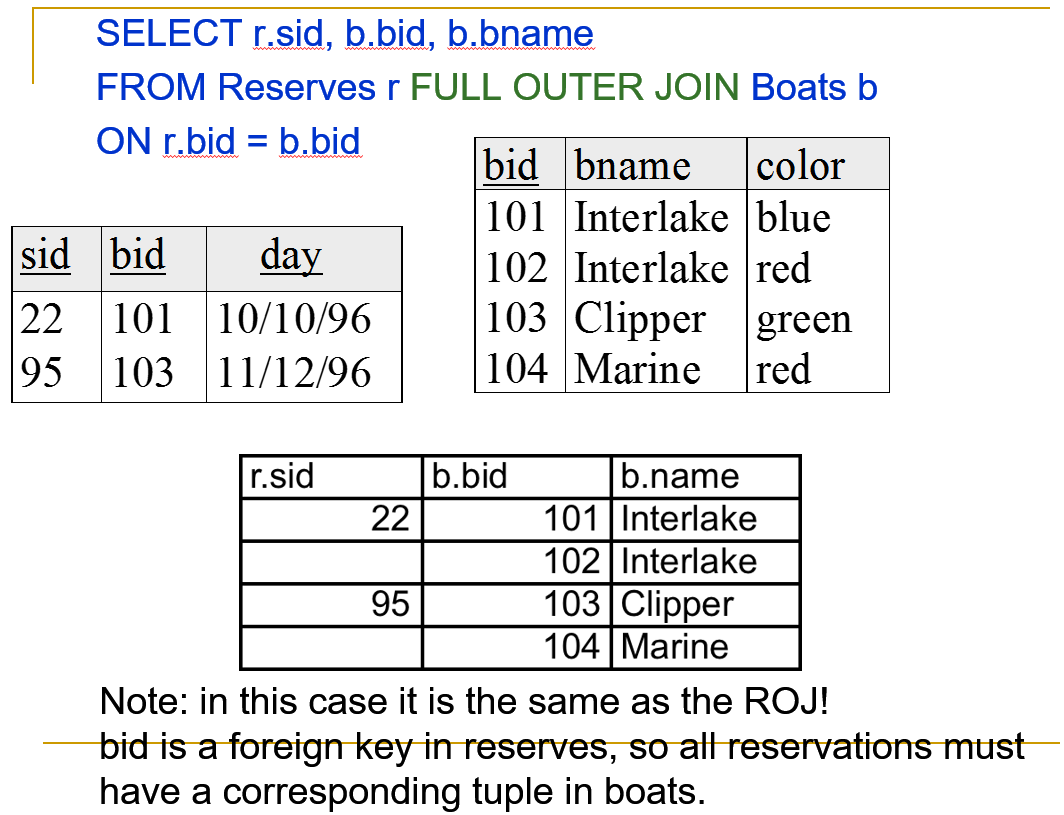 SELECT r.sid, b.bid, b.bname
FROM Reserves r FULL OUTER JOIN Boats b
ON r.bid = b.bid
bid bname color
101 Interlake blue
102 Interlake red
103 Clipper green
104 Marine red
sid bid day
22 101 10/10/96
95 103 11/12/96
r.sid b.bid b.name
22 101 Interlake
102 Interlake
95 103 Clipper
104 Marine
Note: in this case it is the same as the ROJ!
bid is a foreign key in reserves, so all reservations must
have a corresponding tuple in boats.